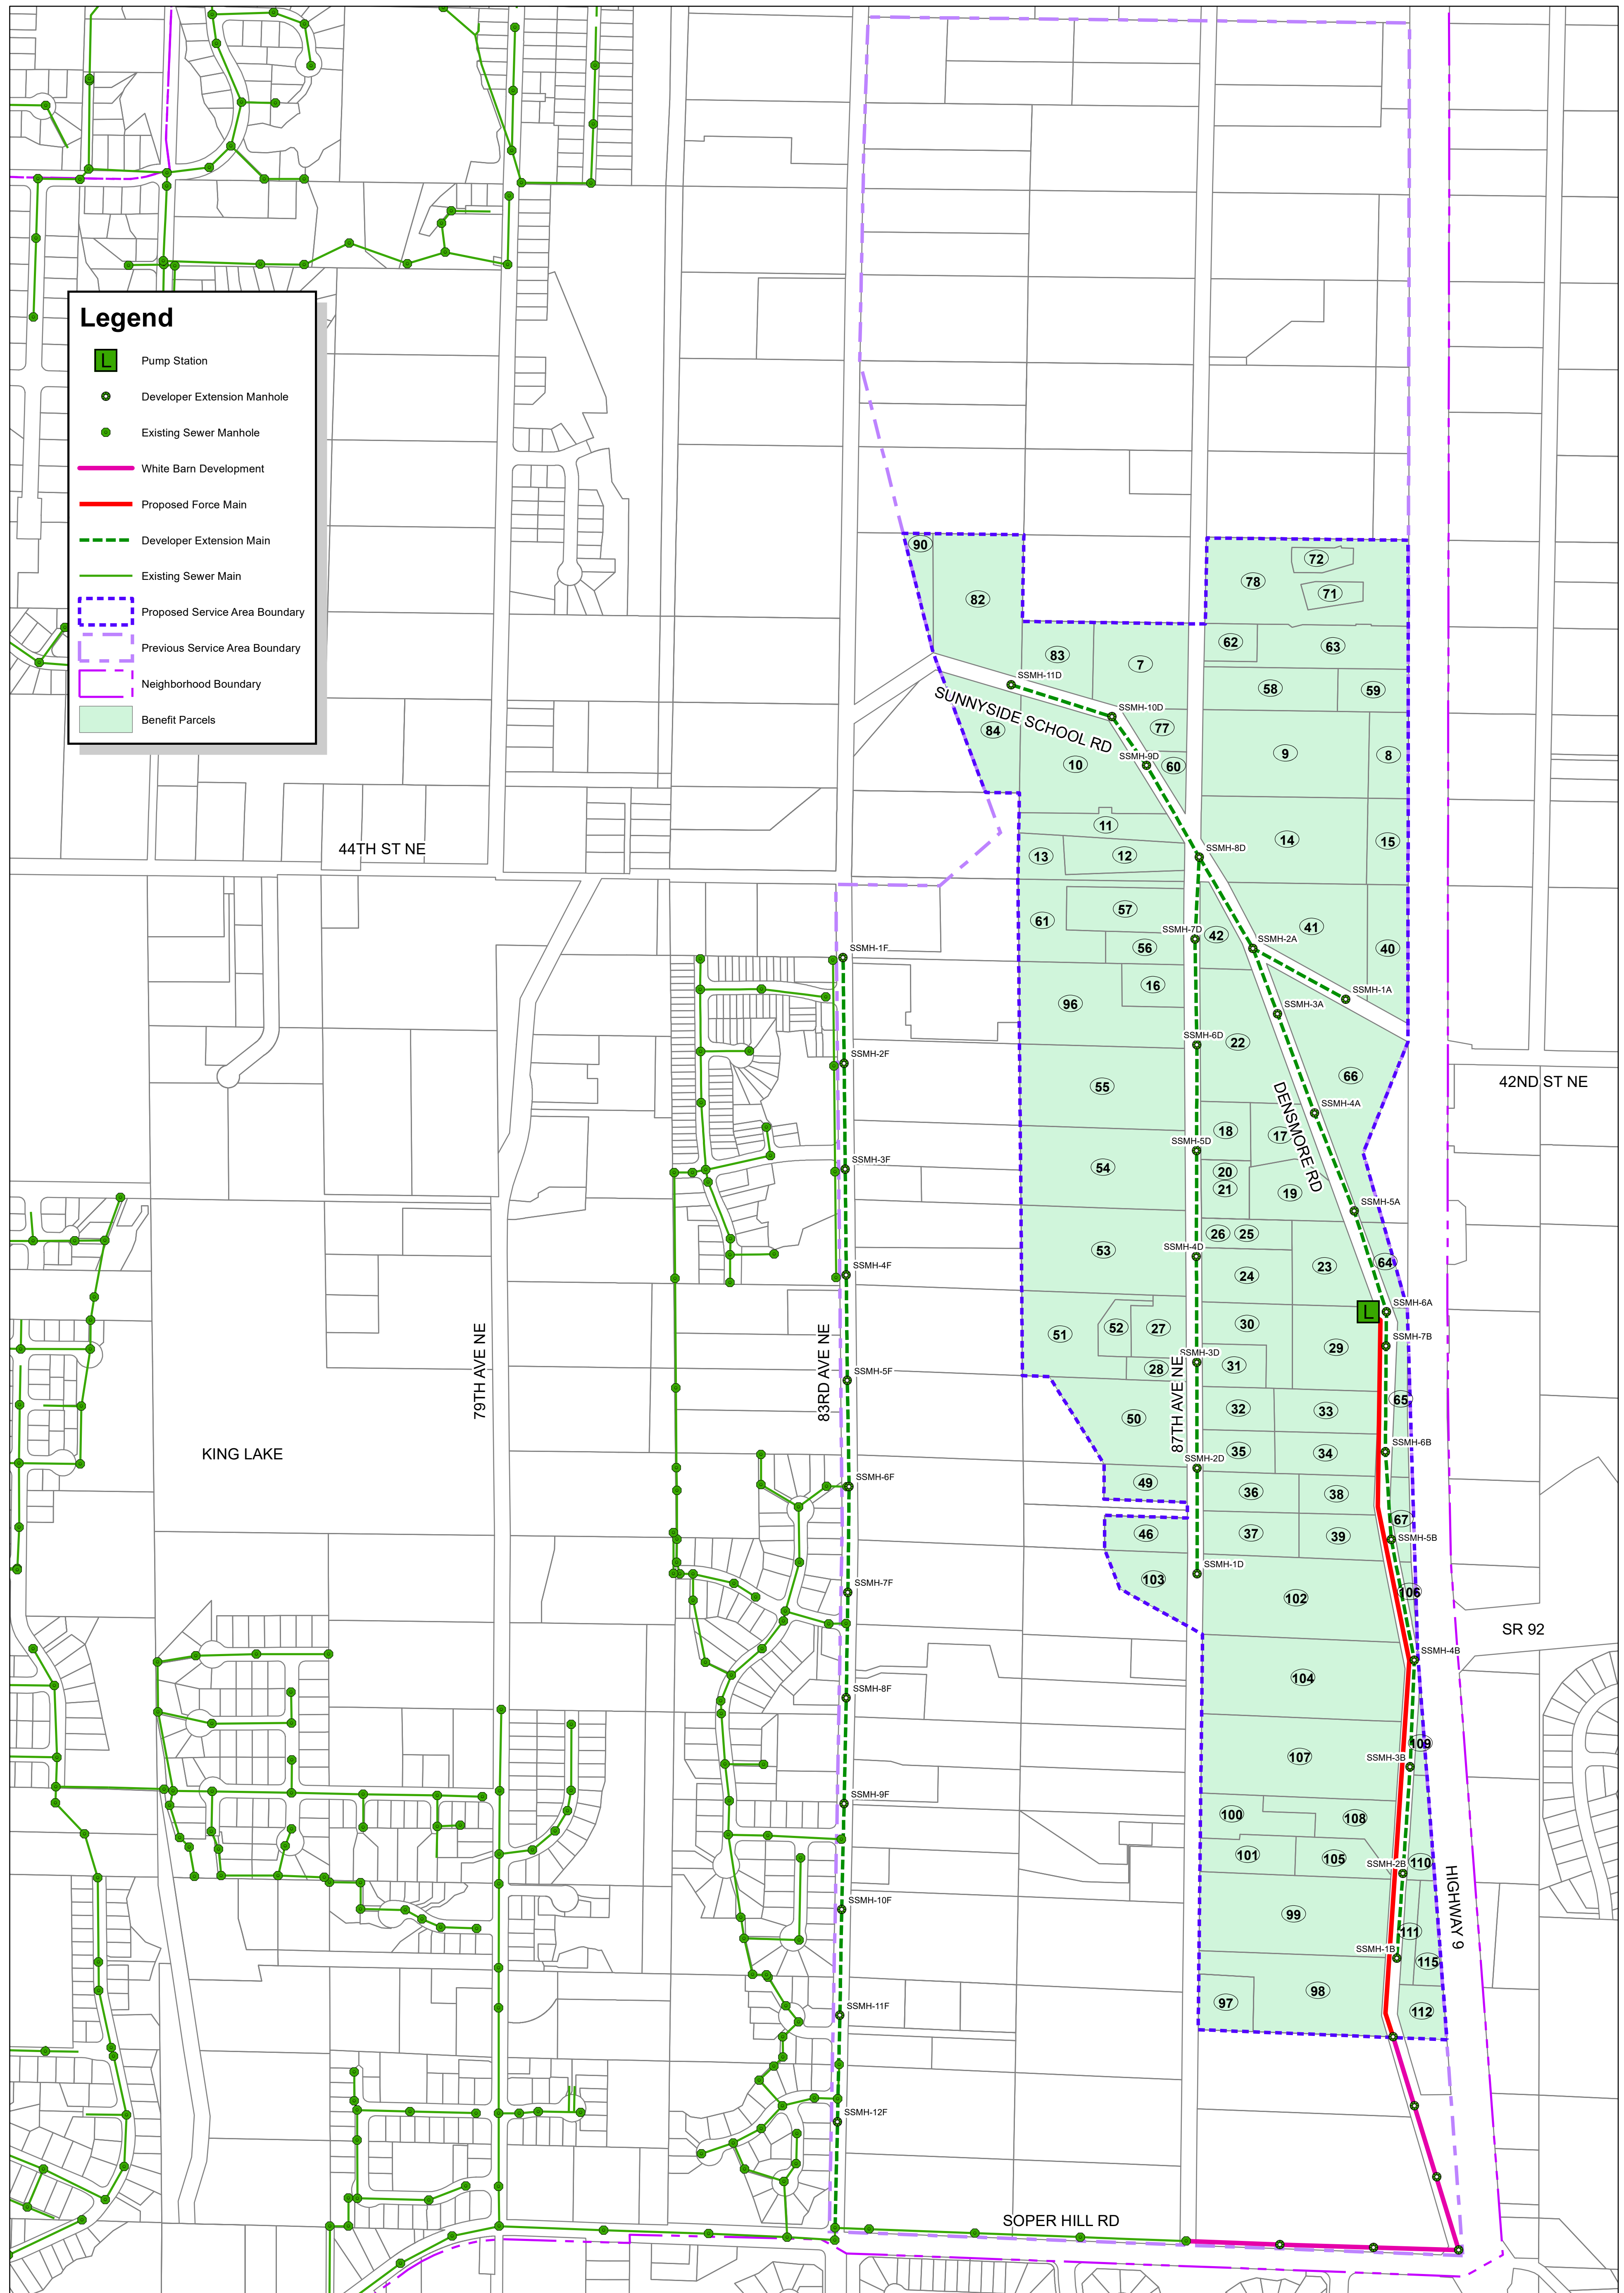 Legend
L
Pump Station
Developer Extension Manhole
Existing Sewer Manhole
White Barn Development
Proposed Force Main
Developer Extension Main
Existing Sewer Main
Proposed Service Area Boundary
Previous Service Area Boundary
Neighborhood Boundary
Benefit Parcels
90
72
78
71
82
62
63
83
7
SSMH-11D
58
59
SUNNYSIDE SCHOOL RD
SSMH-10D
84
77
9
8
SSMH-9D
10
60
11
14
15
44TH ST NE
13
12
SSMH-8D
57
61
41
SSMH-7D
42
SSMH-2A
56
40
SSMH-1F
16
SSMH-1A
96
SSMH-3A
SSMH-6D
22
SSMH-2F
66
42ND ST NE
55
DENSMORE RD
SSMH-4A
18
17
SSMH-5D
SSMH-3F
54
20
21
19
SSMH-5A
26
25
53
SSMH-4D
64
23
SSMH-4F
24
SSMH-6A
L
30
52
27
51
29
SSMH-7B
SSMH-3D
79TH AVE NE
83RD AVE NE
87TH AVE NE
28
31
SSMH-5F
65
32
33
50
SSMH-6B
35
34
KING LAKE
SSMH-2D
49
SSMH-6F
36
38
67
46
37
39
SSMH-5B
SSMH-1D
103
SSMH-7F
106
102
SR 92
SSMH-4B
104
SSMH-8F
109
107
SSMH-3B
SSMH-9F
100
108
101
105
SSMH-2B
110
HIGHWAY 9
SSMH-10F
99
111
SSMH-1B
115
98
97
112
SSMH-11F
SSMH-12F
SOPER HILL RD